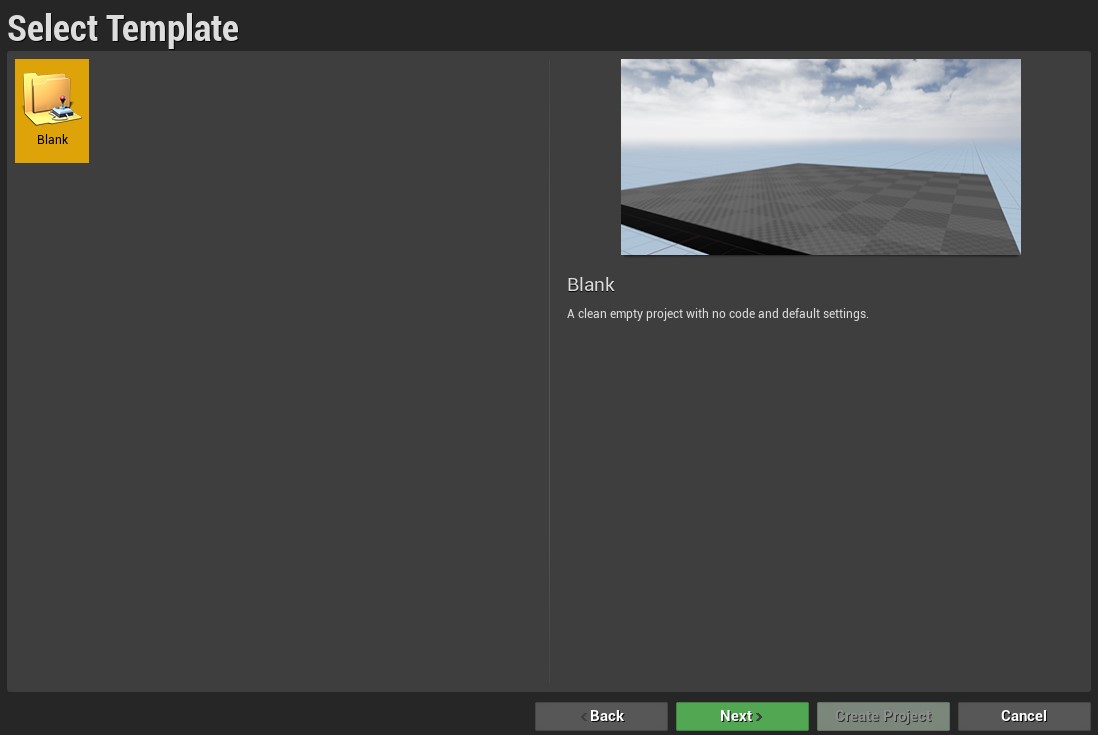 Select Template
Blank
Blank
A clean empty project with no code and default settings.
< Back
Next >
Create Project
Cancel